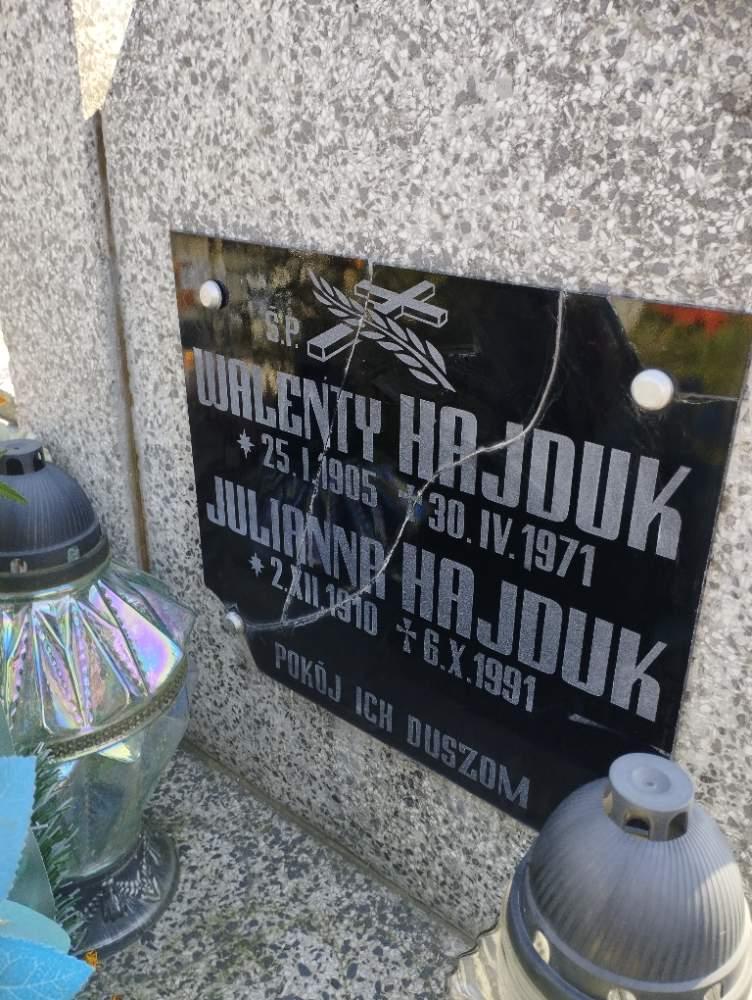 Ś.P.
WALENTY HAJDUK
* 25. I. 1905 ✝ 30. IV. 1971
JULIANNA HAJDUK
* 2.XII.1910 ✝ 6.X.1991
POKÓJ ICH DUSZOM